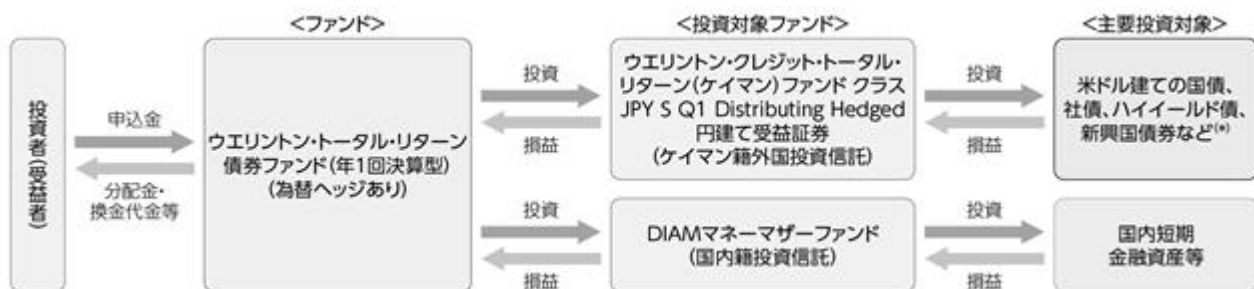 <ファンド>
<投資対象ファンド>
<主要投資対象>
投資者(受益者)
申込金
分配金・
換金代金等
ウエリントン・トータル・リターン
債券ファンド(年1回決算型)
(為替ヘッジあり)
投資
損益
ウエリントン・クレジット・トータル・
リターン(ケイマン)ファンド クラス
JPY S Q1 Distributing Hedged
円建て受益証券
(ケイマン籍外国投資信託)
投資
損益
米ドル建ての国債、
社債、ハイイールド債、
新興国債券など(*)
投資
損益
DIAMマネーマザーファンド
(国内籍投資信託)
投資
損益
国内短期
金融資産等